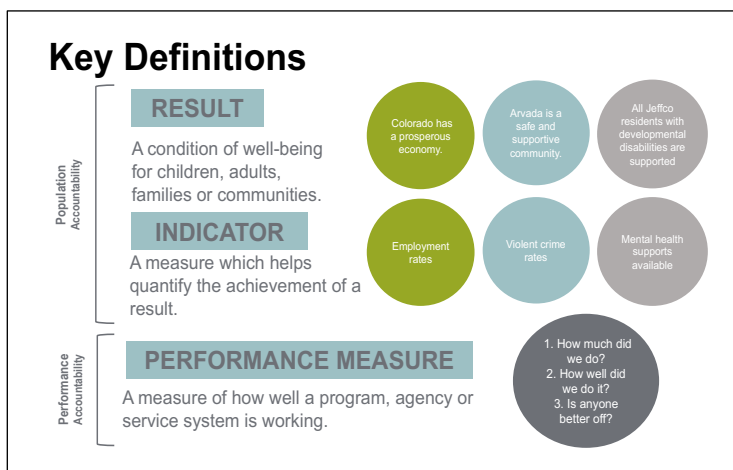 Key Definitions
Population
Accountability
RESULT
A condition of well-being
for children, adults,
families or communities.
INDICATOR
A measure which helps
quantify the achievement of a
result.
Colorado has
a prosperous
economy.
Arvada is a
safe and
supportive
community.
All Jeffco
residents with
developmental
disabilities are
supported
Employment
rates
Violent crime
rates
Mental health
supports
available
Performance
Accountability
PERFORMANCE MEASURE
A measure of how well a program, agency or
service system is working.
1. How much did
we do?
2. How well did
we do it?
3. Is anyone
better off?